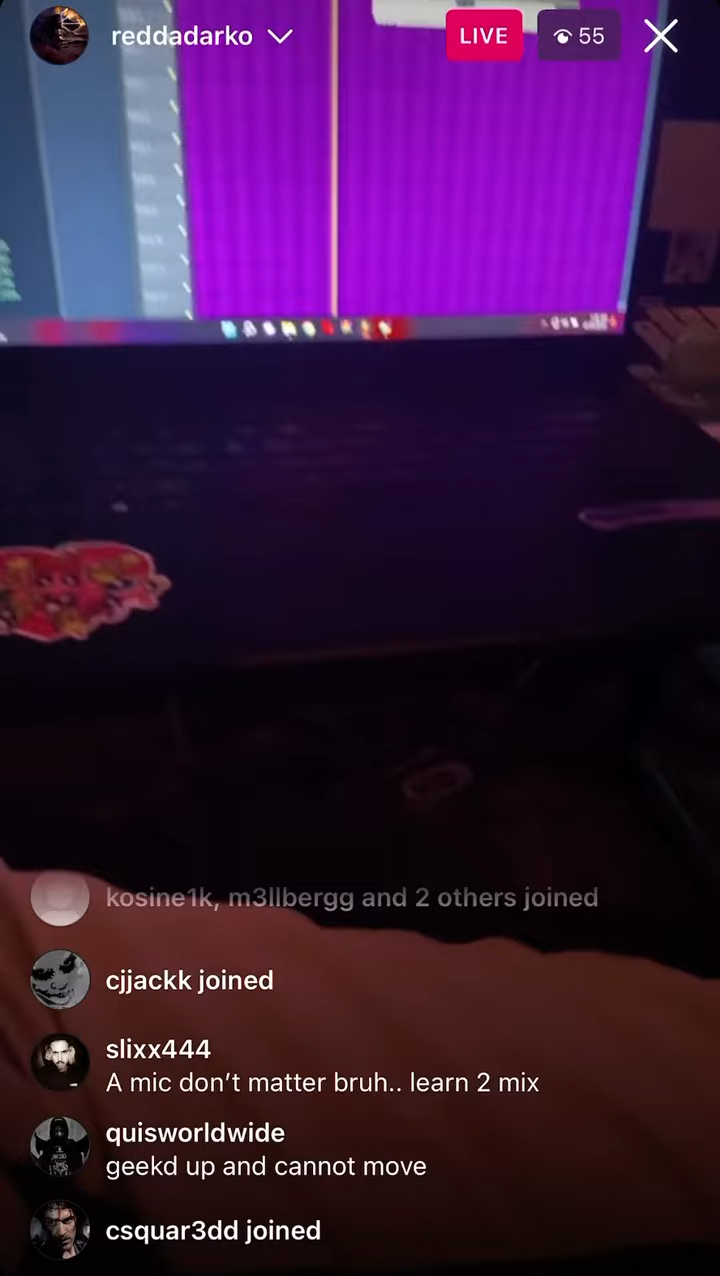 reddadarko
LIVE
55
kosine1k, m3llbergg and 2 others joined
cjjackk joined
slixx444
A mic don’t matter bruh.. learn 2 mix
quisworldwide
geekd up and cannot move
csquar3dd joined